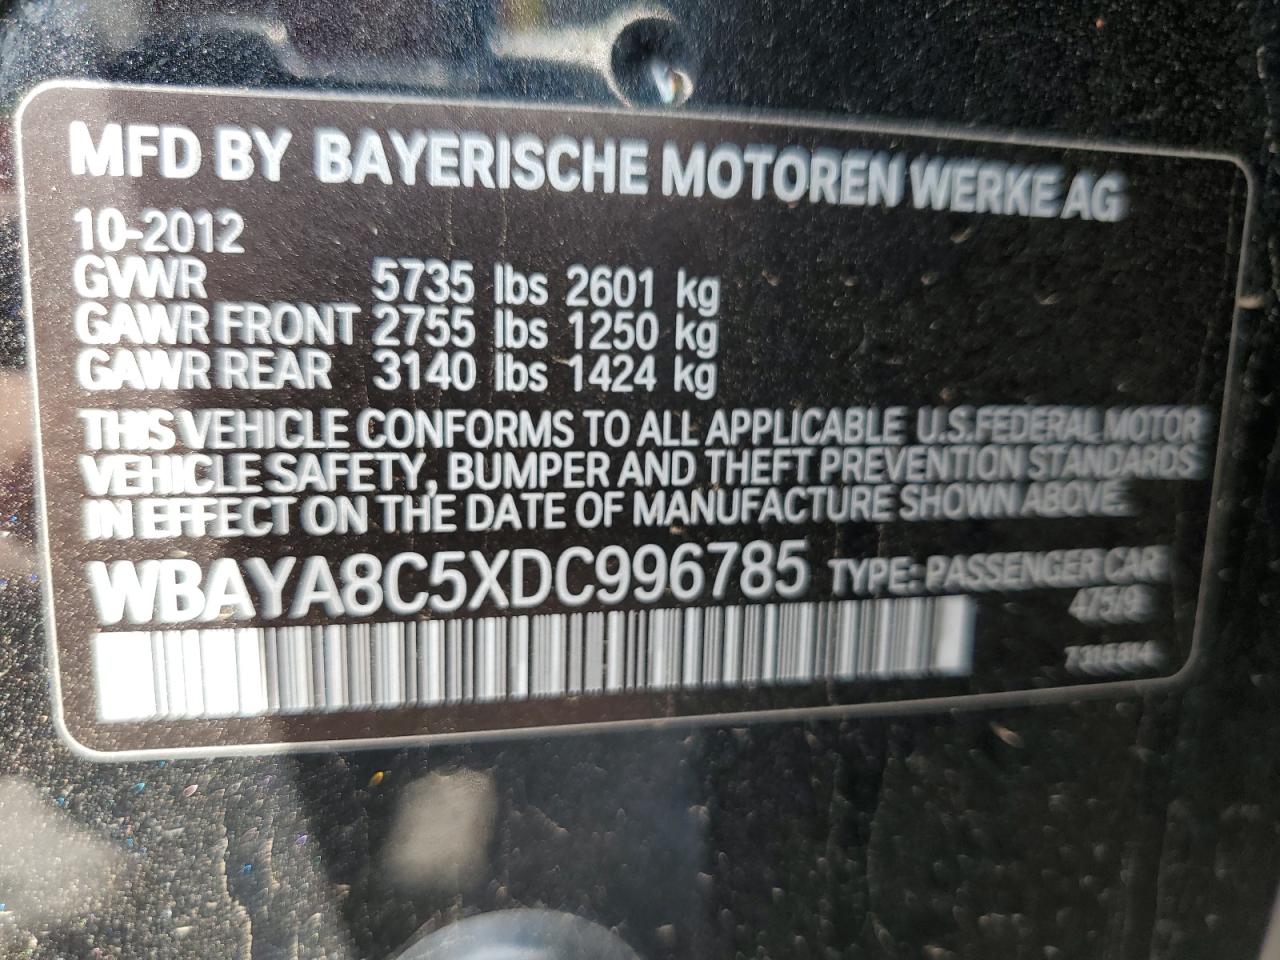 MFD BY BAYERISCHE MOTOREN WERKE AG
10-2012
GVWR 5735 lbs 2601 kg
GAWR FRONT 2755 lbs 1250 kg
GAWR REAR 3140 lbs 1424 kg
THIS VEHICLE CONFORMS TO ALL APPLICABLE U.S.FEDERAL MOTOR
VEHICLE SAFETY, BUMPER AND THEFT PREVENTION STANDARDS
IN EFFECT ON THE DATE OF MANUFACTURE SHOWN ABOVE.
WBAYA8C5XDC996785 TYPE: PASSENGER CAR
475/9